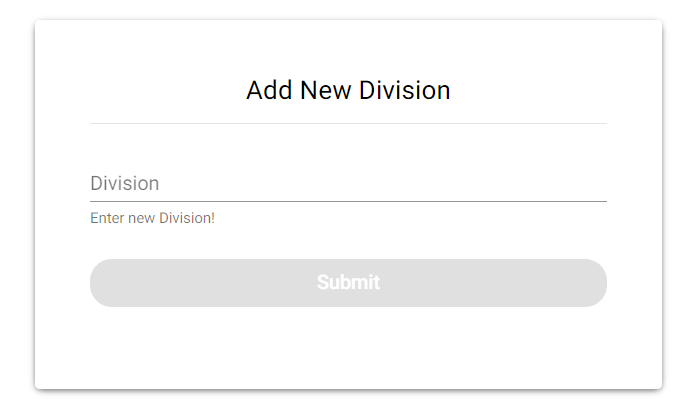 Add New Division
Division
Enter new Division!
Submit